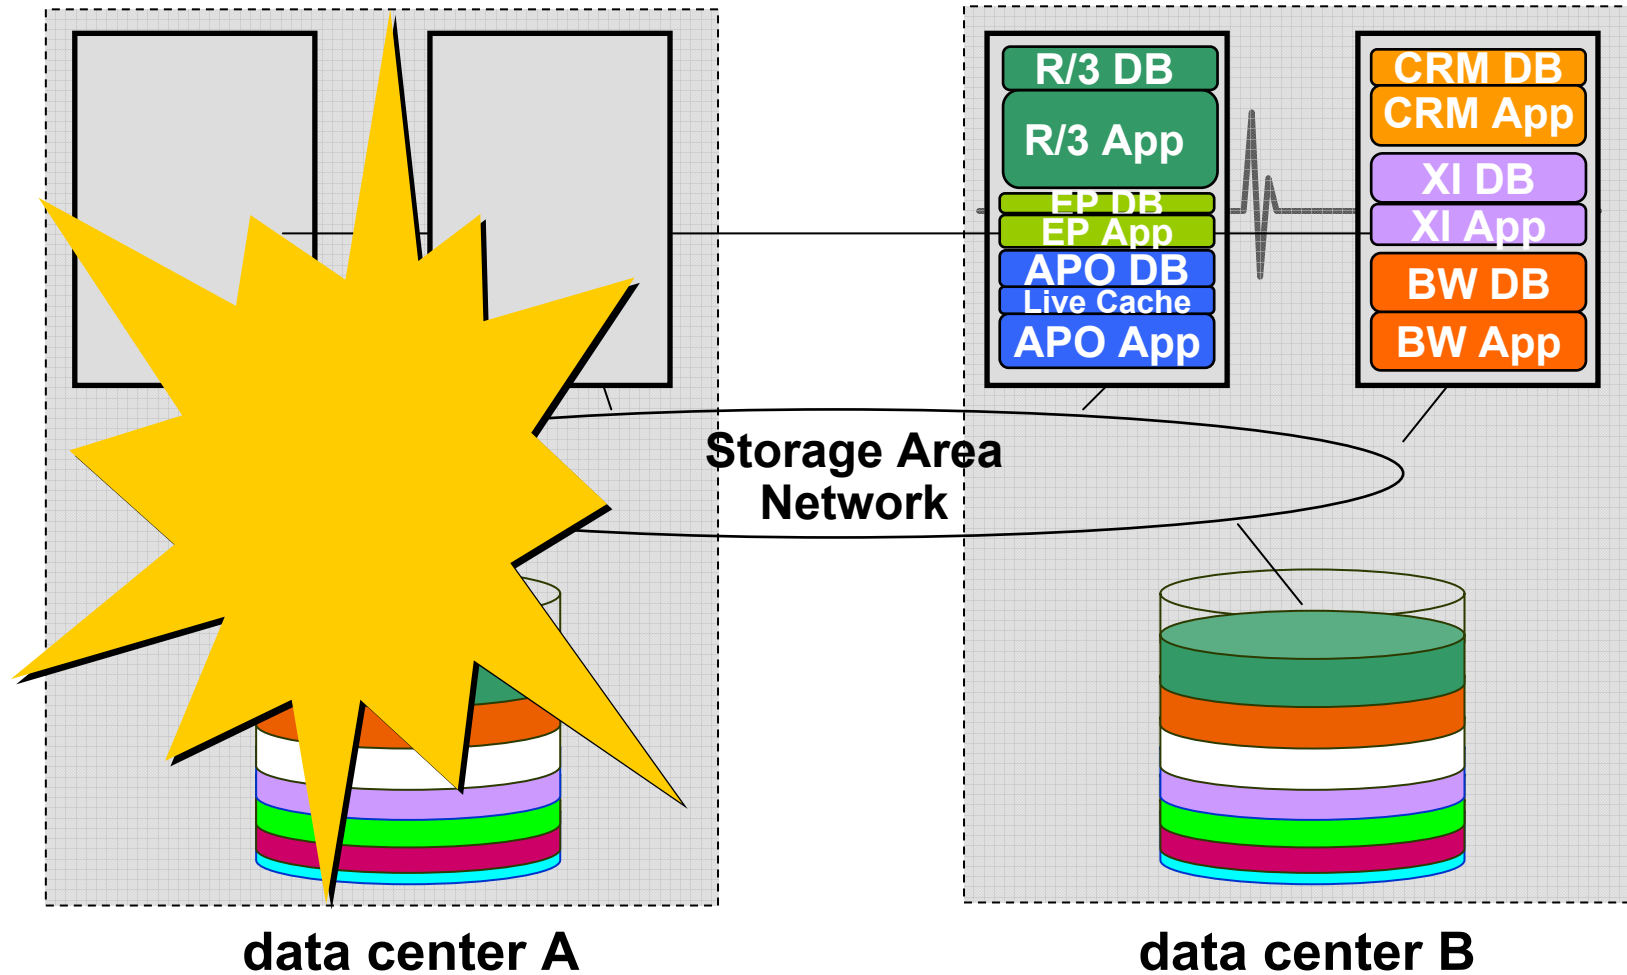 R/3 DB
R/3 App
EP DB
EP App
APO DB
Live Cache
APO App
CRM DB
CRM App
XI DB
XI App
BW DB
BW App
Storage Area
Network
data center A
data center B